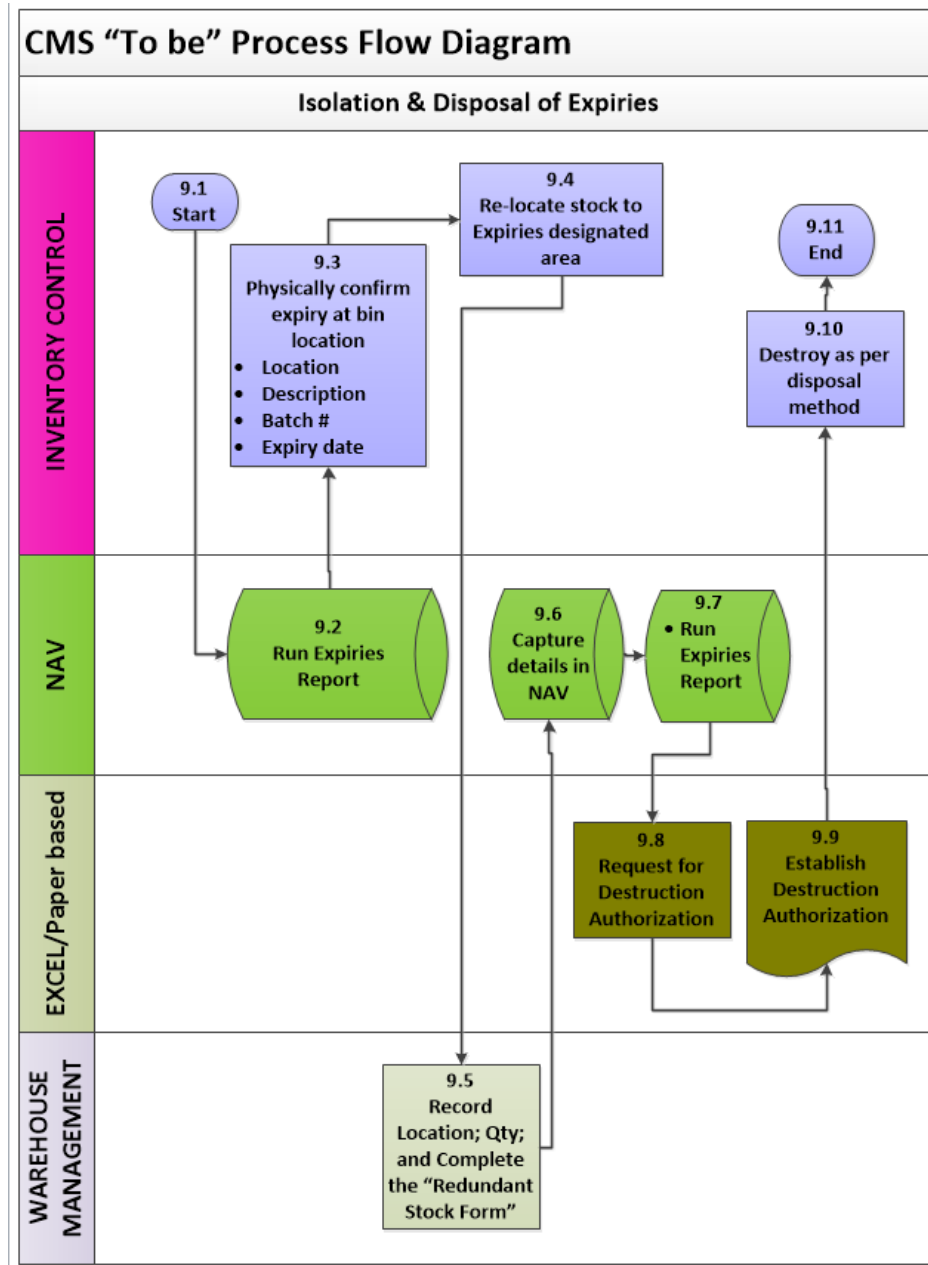 CMS “To be” Process Flow Diagram
Isolation & Disposal of Expiries
INVENTORY CONTROL
9.1
Start
9.3
Physically confirm
expiry at bin
location
• Location
• Description
• Batch #
• Expiry date
9.4
Re-locate stock to
Expiries designated
area
9.11
End
9.10
Destroy as per
disposal
method
NAV
9.2
Run Expiries
Report
9.6
Capture
details in
NAV
9.7
• Run
Expiries
Report
EXCEL/Paper based
9.8
Request for
Destruction
Authorization
9.9
Establish
Destruction
Authorization
WAREHOUSE
MANAGEMENT
9.5
Record
Location; Qty;
and Complete
the “Redundant
Stock Form”